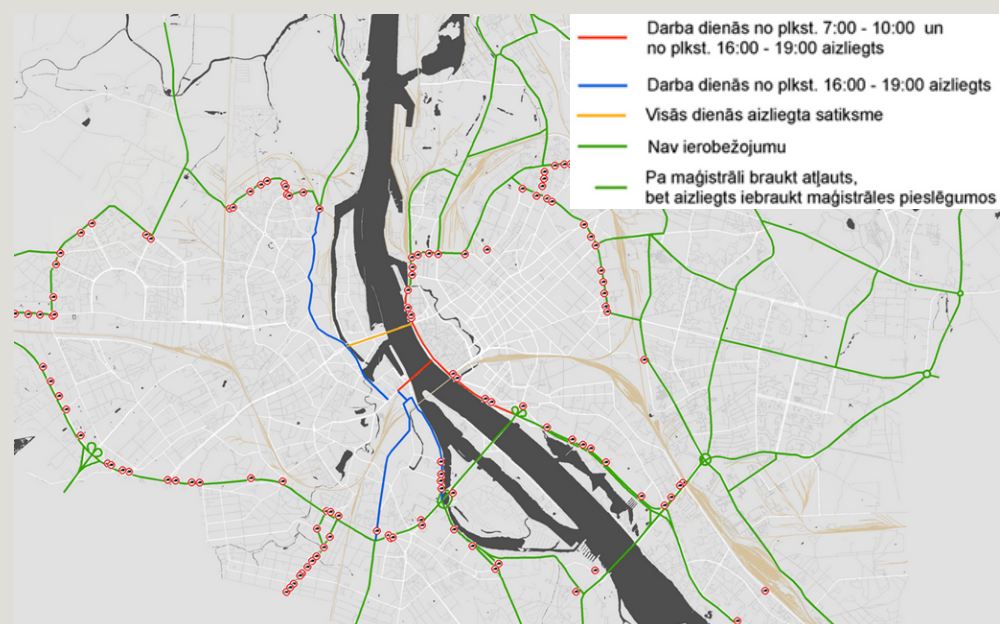 Darba dienās no plkst. 7:00 - 10:00 un
no plkst. 16:00 - 19:00 aizliegts
Darba dienās no plkst. 16:00 - 19:00 aizliegts
Visās dienās aizliegta satiksme
Nav ierobežojumu
Pa maģistrāli braukt atļauts,
bet aizliegts iebraukt maģistrāles pieslēgumos